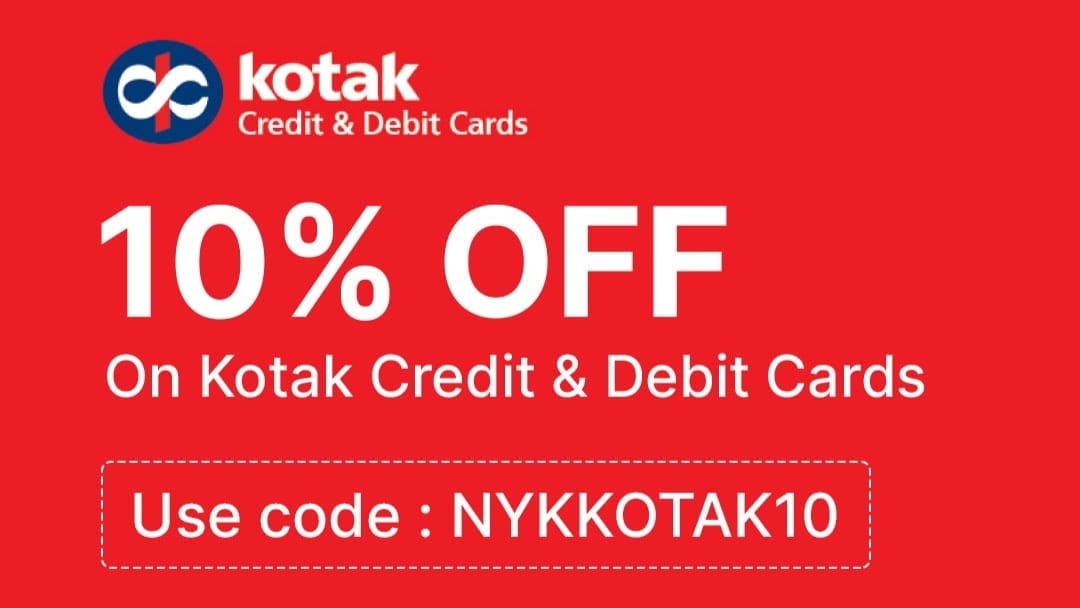 kotak
Credit & Debit Cards
10% OFF
On Kotak Credit & Debit Cards
Use code : NYKKOTAK10